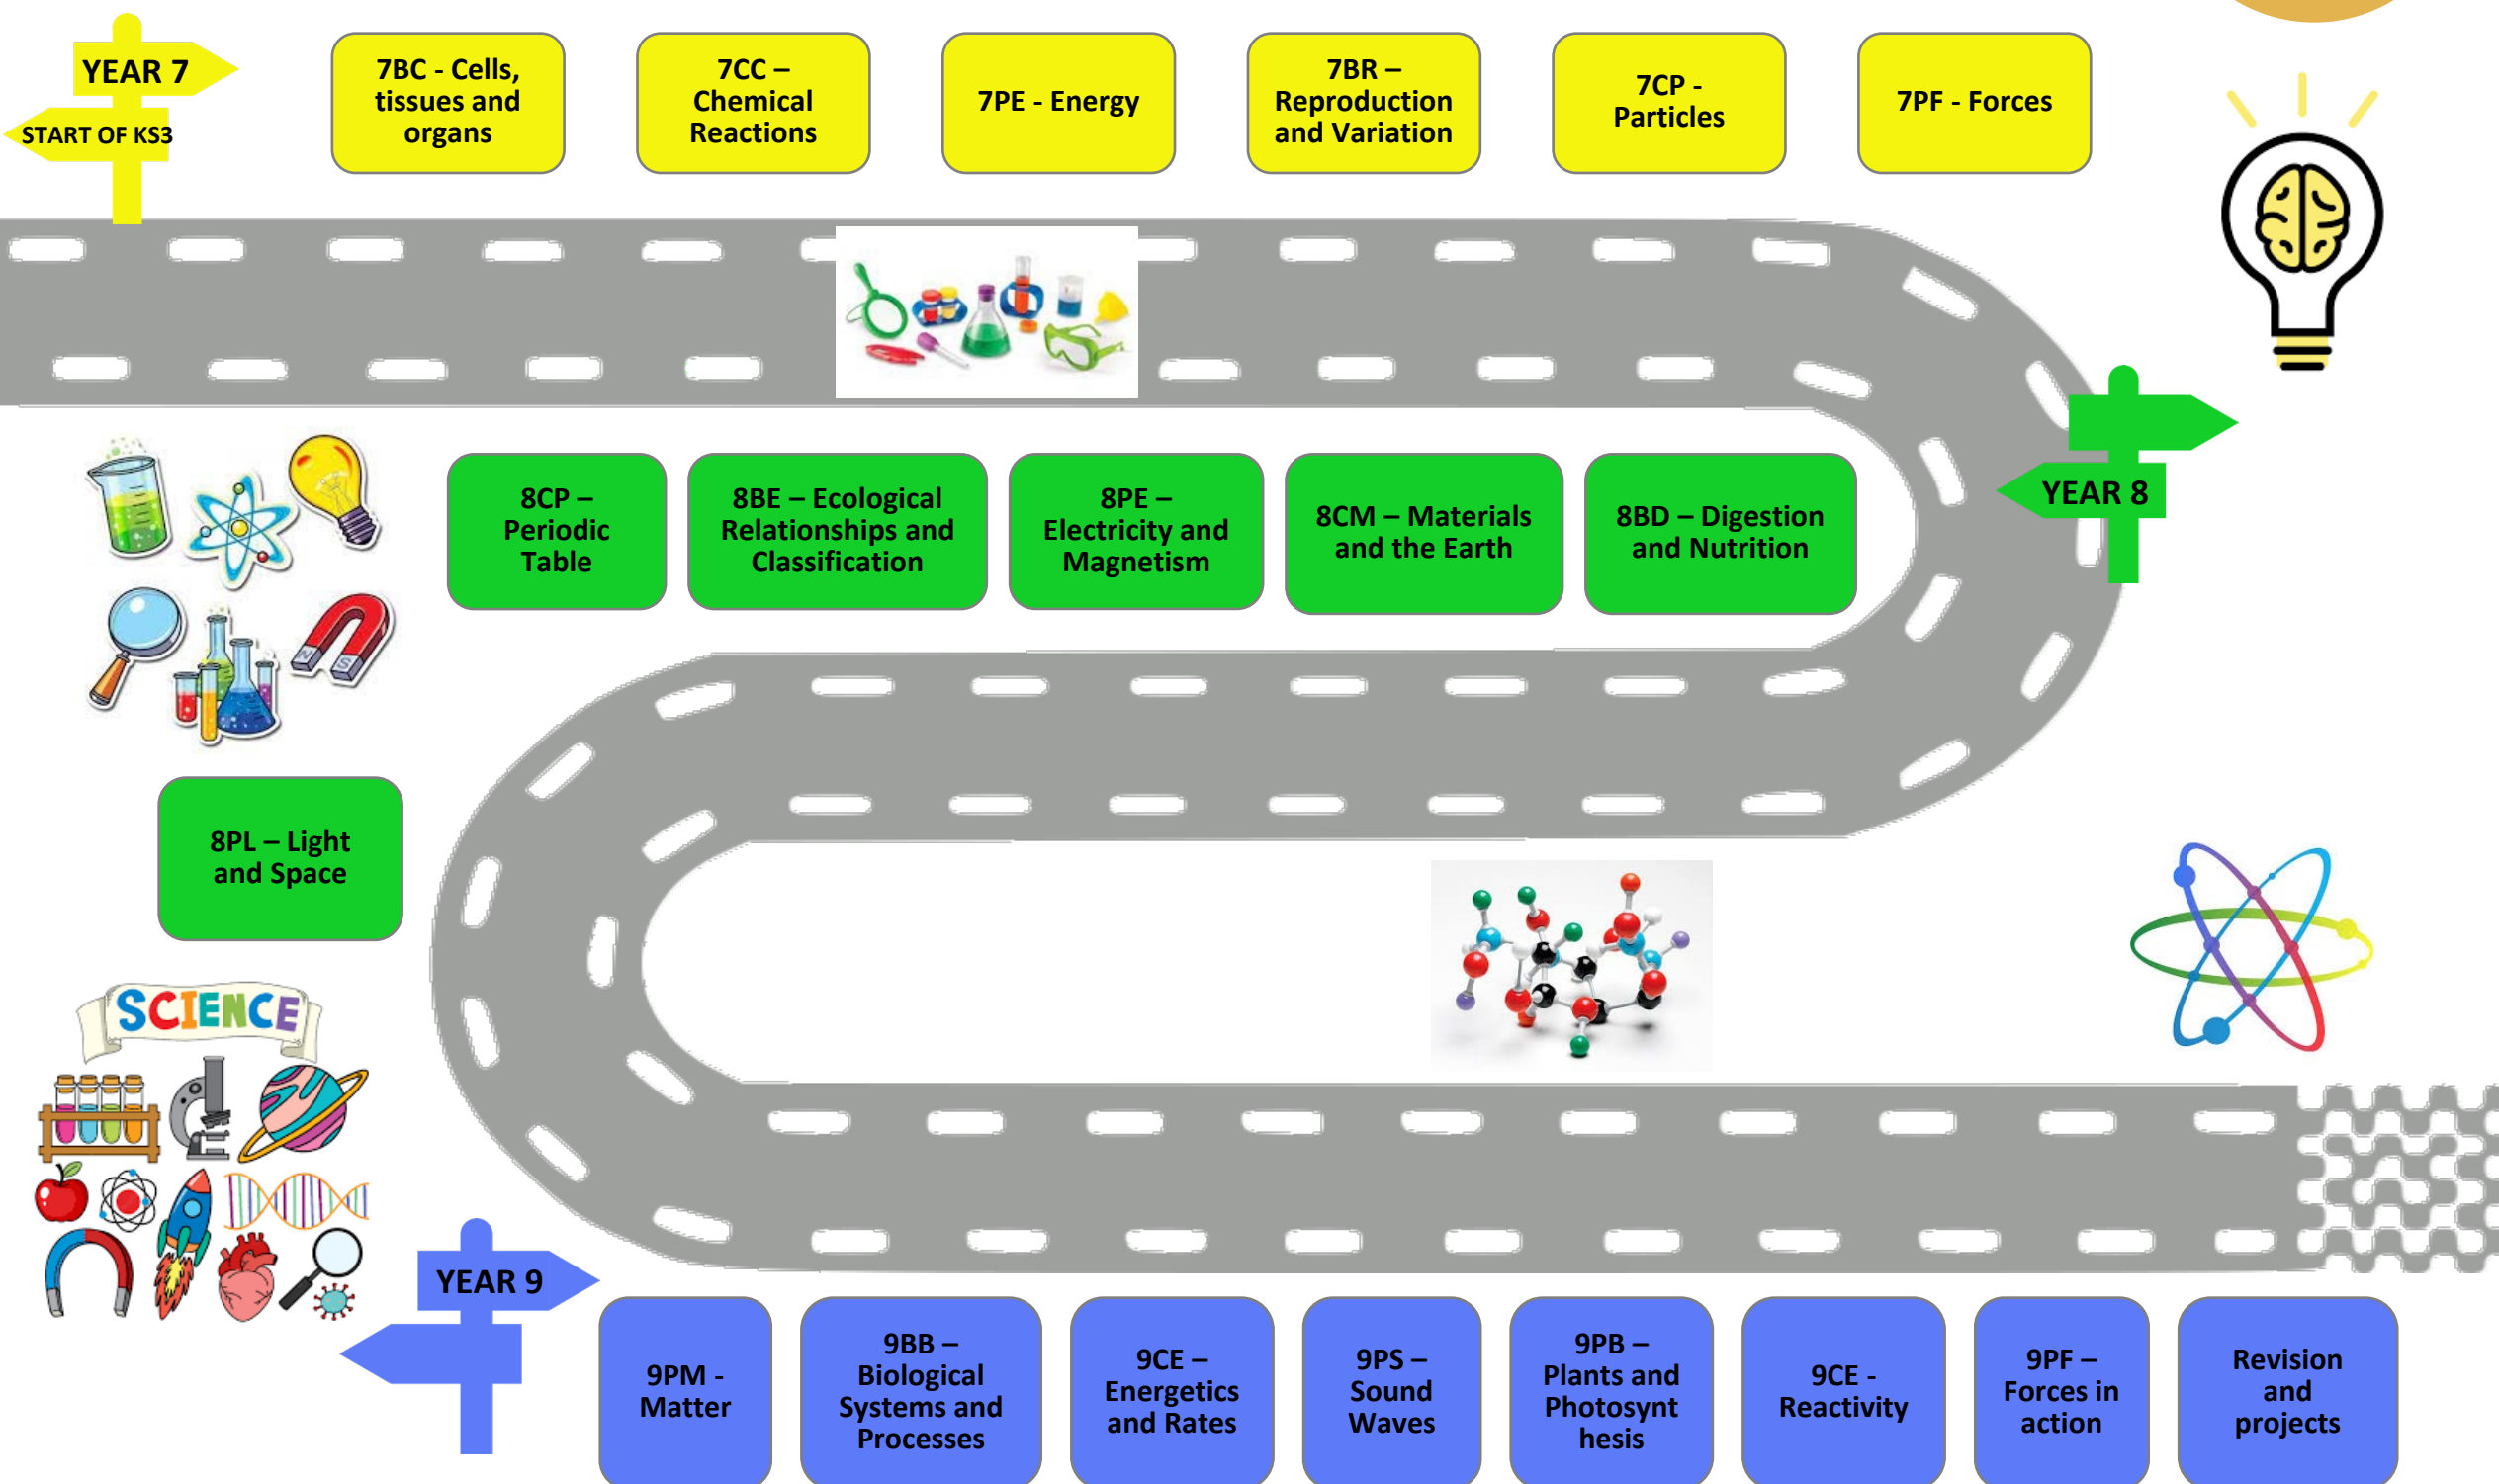 YEAR 7
START OF KS3
7BC - Cells,
tissues and
organs
7CC –
Chemical
Reactions
7PE - Energy
7BR –
Reproduction
and Variation
7CP -
Particles
7PF - Forces
YEAR 8
8CP –
Periodic
Table
8BE – Ecological
Relationships and
Classification
8PE –
Electricity and
Magnetism
8CM – Materials
and the Earth
8BD – Digestion
and Nutrition
N S
8PL – Light
and Space
SCIENCE
YEAR 9
9PM -
Matter
9BB –
Biological
Systems and
Processes
9CE –
Energetics
and Rates
9PS –
Sound
Waves
9PB –
Plants and
Photosynt
hesis
9CE -
Reactivity
9PF –
Forces in
action
Revision
and
projects